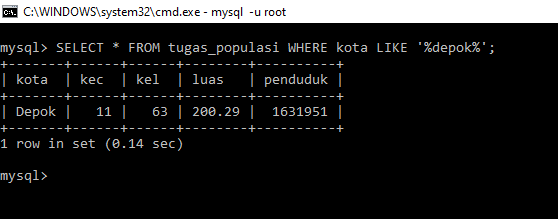 C:\WINDOWS\system32\cmd.exe - mysql -u root
mysql> SELECT * FROM tugas_populasi WHERE kota LIKE '%depok%';
+-------+------+------+--------+----------+
| kota  | kec  | kel  | luas   | penduduk |
+-------+------+------+--------+----------+
| Depok |   11 |   63 | 200.29 |  1631951 |
+-------+------+------+--------+----------+
1 row in set (0.14 sec)
mysql>